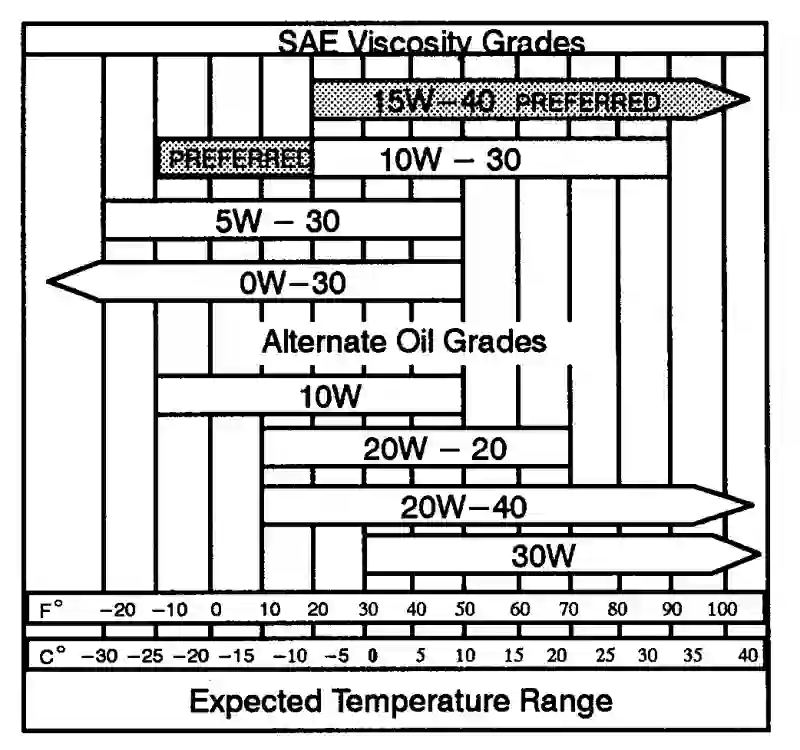 SAE Viscosity Grades
15W-40 PREFERRED
PREFERRED 10W - 30
5W - 30
0W-30
Alternate Oil Grades
10W
20W - 20
20W-40
30W
F° -20 -10 0 10 20 30 40 50 60 70 80 90 100
C° -30 -25 -20 -15 -10 -5 0 5 10 15 20 25 30 35 40
Expected Temperature Range